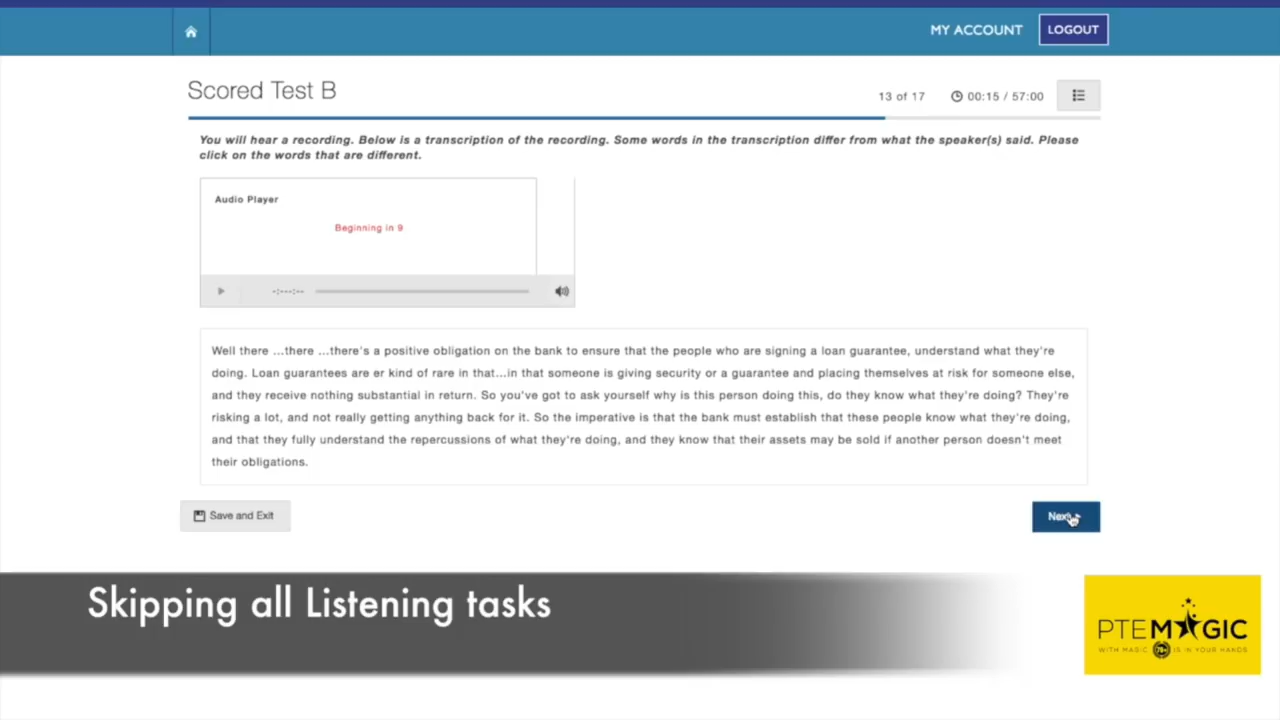 MY ACCOUNT
LOGOUT
Scored Test B
13 of 17
00:15 / 57:00
You will hear a recording. Below is a transcription of the recording. Some words in the transcription differ from what the speaker(s) said. Please
click on the words that are different.
Audio Player
Beginning in 9
-:--:--
Well there ...there ...there's a positive obligation on the bank to ensure that the people who are signing a loan guarantee, understand what they're
doing. Loan guarantees are er kind of rare in that...in that someone is giving security or a guarantee and placing themselves at risk for someone else,
and they receive nothing substantial in return. So you've got to ask yourself why is this person doing this, do they know what they're doing? They're
risking a lot, and not really getting anything back for it. So the imperative is that the bank must establish that these people know what they're doing,
and that they fully understand the repercussions of what they're doing, and they know that their assets may be sold if another person doesn't meet
their obligations.
Save and Exit
Next
Skipping all Listening tasks
PTE MAGIC
WITH MAGIC 79+ IS IN YOUR HANDS